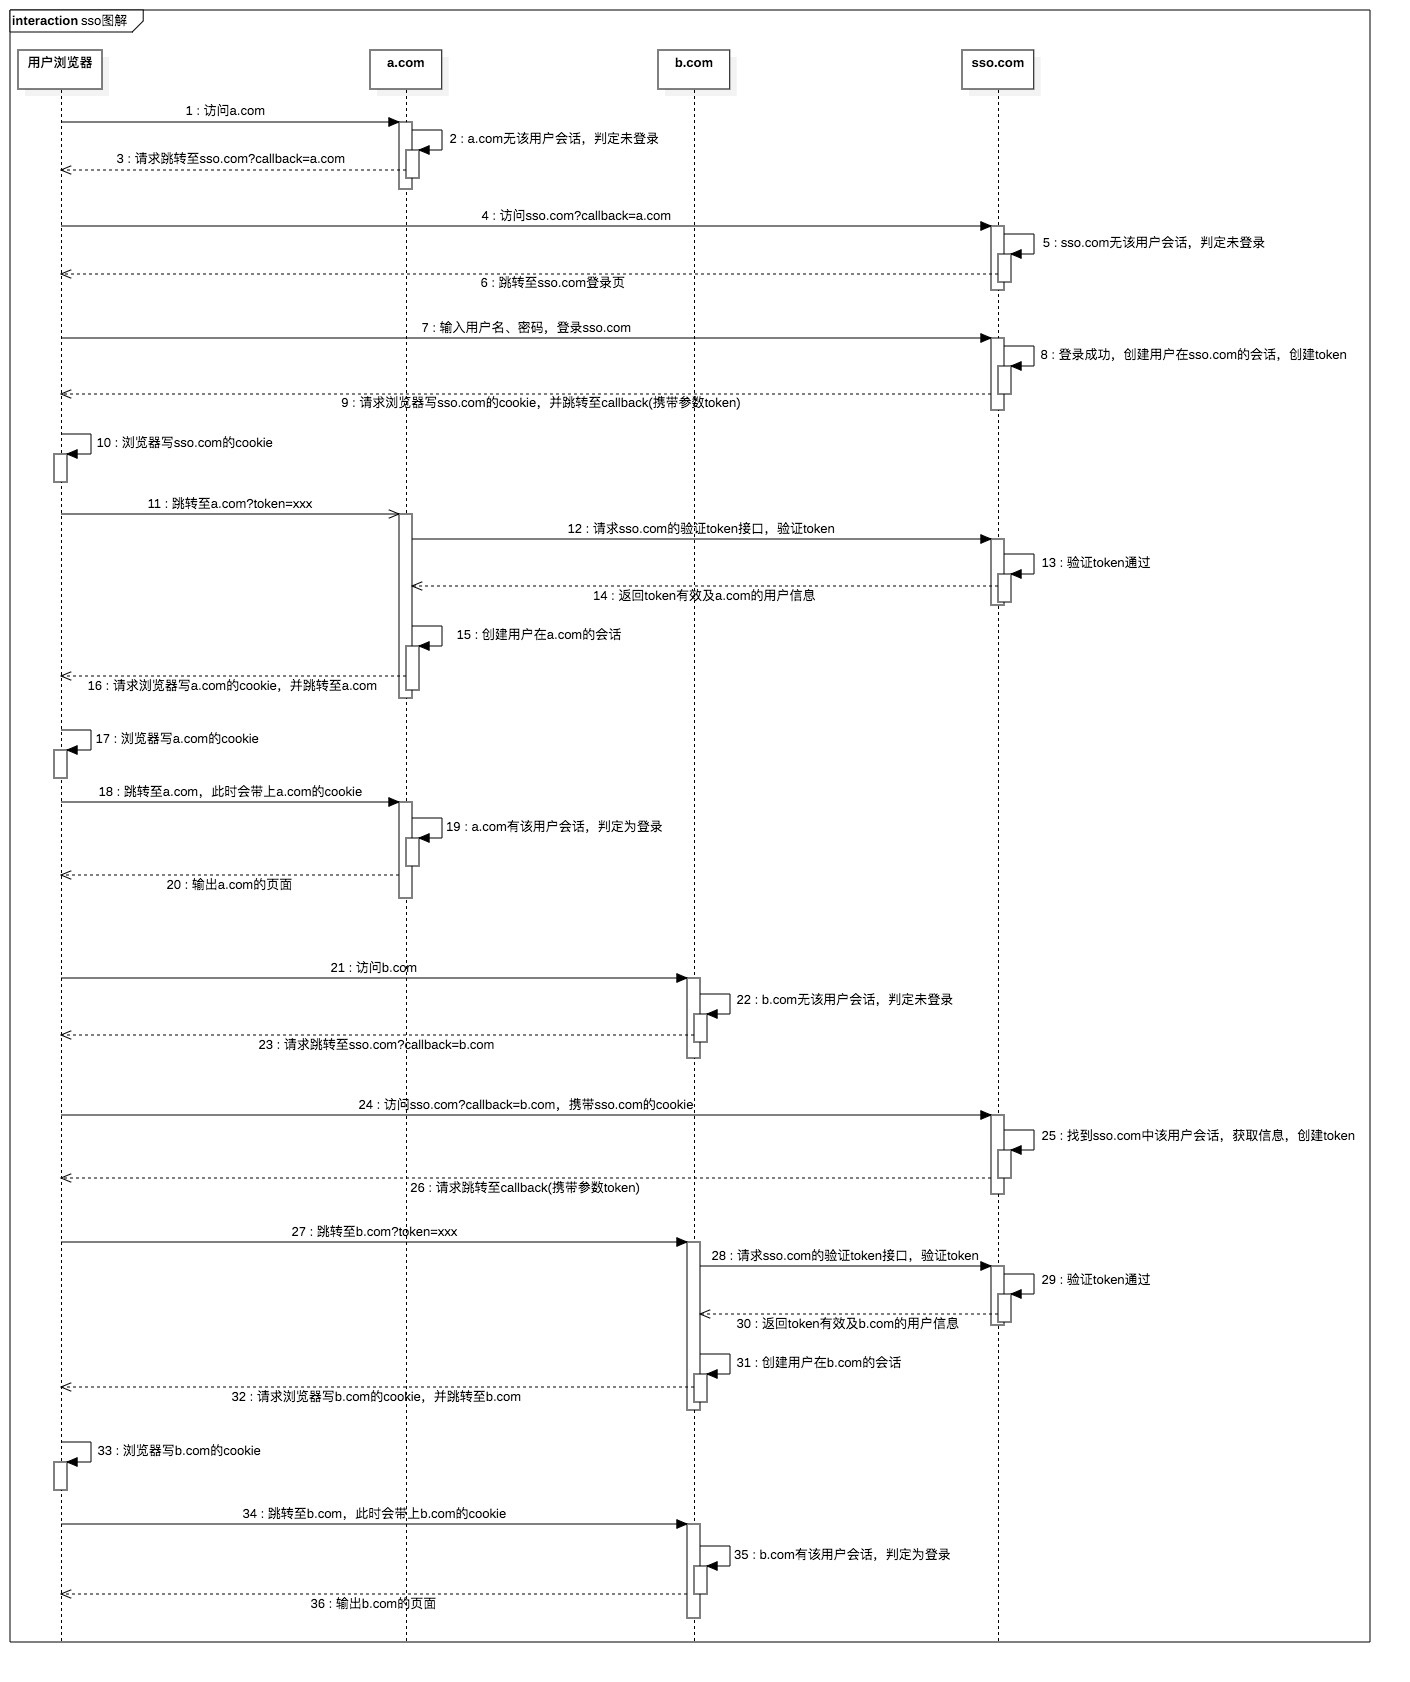 interaction sso图解
用户浏览器
a.com
b.com
sso.com
1 : 访问a.com
2 : a.com无该用户会话，判定未登录
3 : 请求跳转至sso.com?callback=a.com
4 : 访问sso.com?callback=a.com
5 : sso.com无该用户会话，判定未登录
6 : 跳转至sso.com登录页
7 : 输入用户名、密码，登录sso.com
8 : 登录成功，创建用户在sso.com的会话，创建token
9 : 请求浏览器写sso.com的cookie，并跳转至callback(携带参数token)
10 : 浏览器写sso.com的cookie
11 : 跳转至a.com?token=xxx
12 : 请求sso.com的验证token接口，验证token
13 : 验证token通过
14 : 返回token有效及a.com的用户信息
15 : 创建用户在a.com的会话
16 : 请求浏览器写a.com的cookie，并跳转至a.com
17 : 浏览器写a.com的cookie
18 : 跳转至a.com，此时会带上a.com的cookie
19 : a.com有该用户会话，判定为登录
20 : 输出a.com的页面
21 : 访问b.com
22 : b.com无该用户会话，判定未登录
23 : 请求跳转至sso.com?callback=b.com
24 : 访问sso.com?callback=b.com，携带sso.com的cookie
25 : 找到sso.com中该用户会话，获取信息，创建token
26 : 请求跳转至callback(携带参数token)
27 : 跳转至b.com?token=xxx
28 : 请求sso.com的验证token接口，验证token
29 : 验证token通过
30 : 返回token有效及b.com的用户信息
31 : 创建用户在b.com的会话
32 : 请求浏览器写b.com的cookie，并跳转至b.com
33 : 浏览器写b.com的cookie
34 : 跳转至b.com，此时会带上b.com的cookie
35 : b.com有该用户会话，判定为登录
36 : 输出b.com的页面